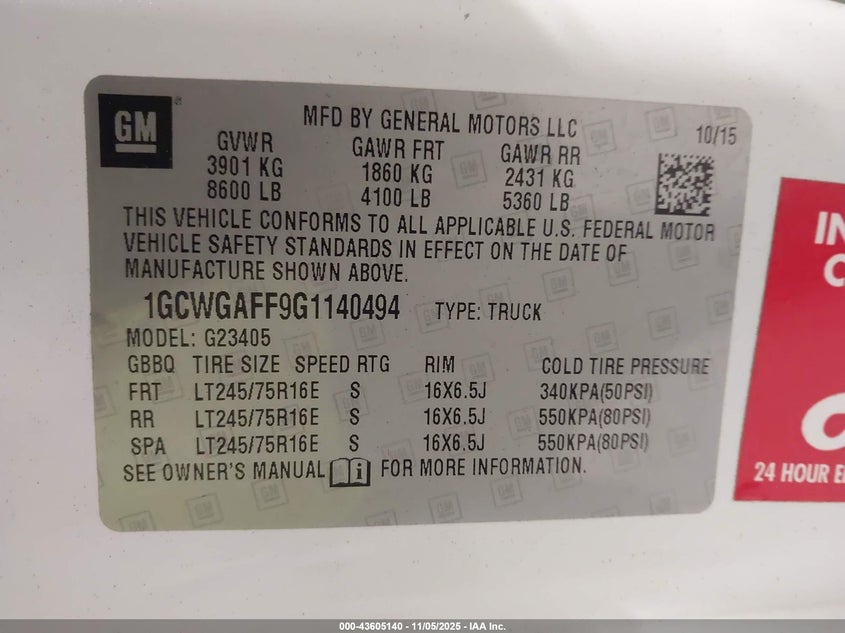 GM
MFD BY GENERAL MOTORS LLC
10/15
GVWR GAWR FRT GAWR RR
3901 KG 1860 KG 2431 KG
8600 LB 4100 LB 5360 LB
THIS VEHICLE CONFORMS TO ALL APPLICABLE U.S. FEDERAL MOTOR
VEHICLE SAFETY STANDARDS IN EFFECT ON THE DATE OF
MANUFACTURE SHOWN ABOVE.
1GCWGAFF9G1140494 TYPE: TRUCK
MODEL: G23405
GBBQ TIRE SIZE SPEED RTG RIM COLD TIRE PRESSURE
FRT LT245/75R16E S 16X6.5J 340KPA(50PSI)
RR LT245/75R16E S 16X6.5J 550KPA(80PSI)
SPA LT245/75R16E S 16X6.5J 550KPA(80PSI)
SEE OWNER'S MANUAL FOR MORE INFORMATION.
24 HOUR
000-43605140 - 11/05/2025 - IAA Inc.